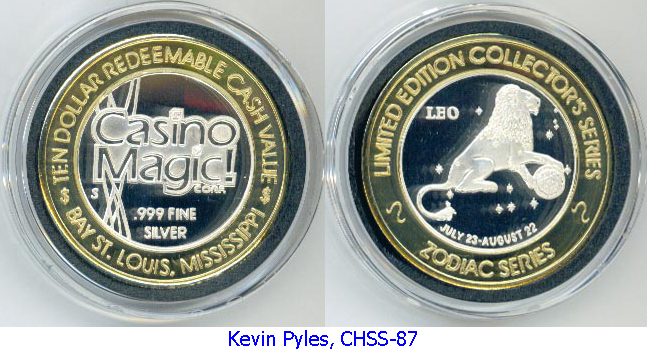 TEN DOLLAR REDEEMABLE CASH VALUE
Casino
Magic!
CORP.
S
.999 FINE
SILVER
$ BAY ST. LOUIS, MISSISSIPPI $
LIMITED EDITION COLLECTOR'S SERIES
LEO
JULY 23-AUGUST 22
ZODIAC SERIES
Kevin Pyles, CHSS-87